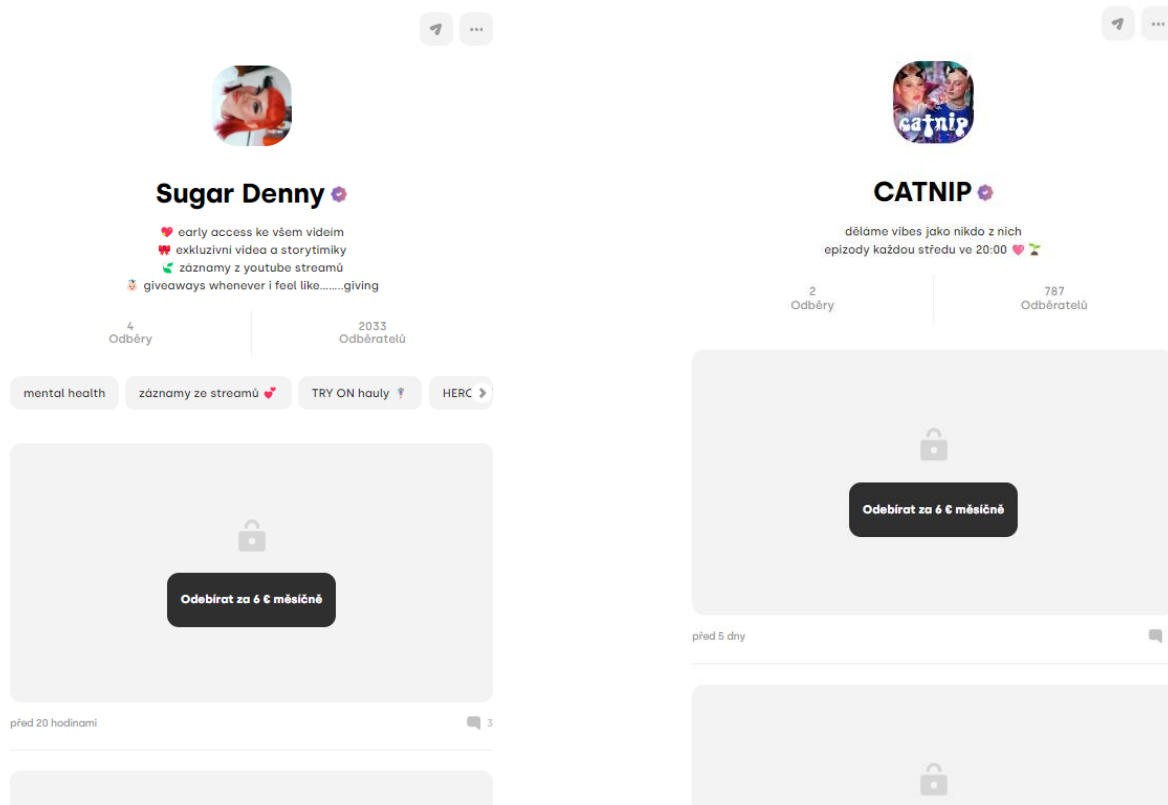 Sugar Denny
💖 early access ke všem videím
🎀 exkluzivní videa a storytimiky
🌿 záznamy z youtube streamů
giveaways whenever i feel like........giving
4
Odběry
2033
Odběratelů
mental health
záznamy ze streamů 💕
TRY ON hauly
HERC
Odebírat za 6 € měsíčně
před 20 hodinami
3
catnip
CATNIP
děláme vibes jako nikdo z nich
epizody každou středu ve 20:00 💗 🌱
2
Odběry
787
Odběratelů
Odebírat za 6 € měsíčně
před 5 dny